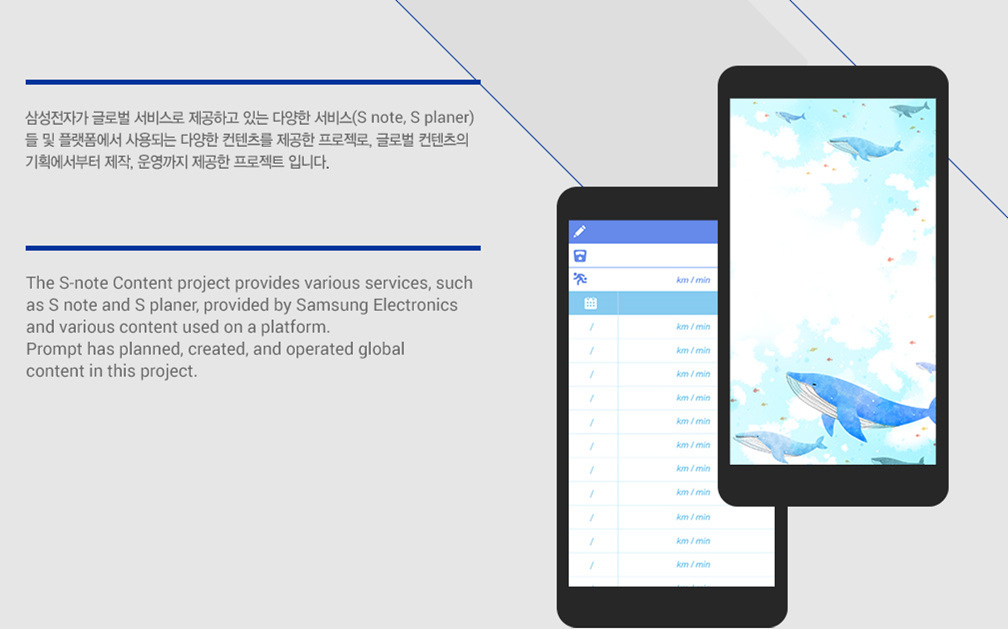 삼성전자가 글로벌 서비스로 제공하고 있는 다양한 서비스(S note, S planer)
들 및 플랫폼에서 사용되는 다양한 컨텐츠를 제공한 프로젝로, 글로벌 컨텐츠의
기획에서부터 제작, 운영까지 제공한 프로젝트 입니다.
The S-note Content project provides various services, such
as S note and S planer, provided by Samsung Electronics
and various content used on a platform.
Prompt has planned, created, and operated global
content in this project.
km / min
/ km / min
/ km / min
/ km / min
/ km / min
/ km / min
/ km / min
/ km / min
/ km / min
/ km / min
/ km / min
/ km / min